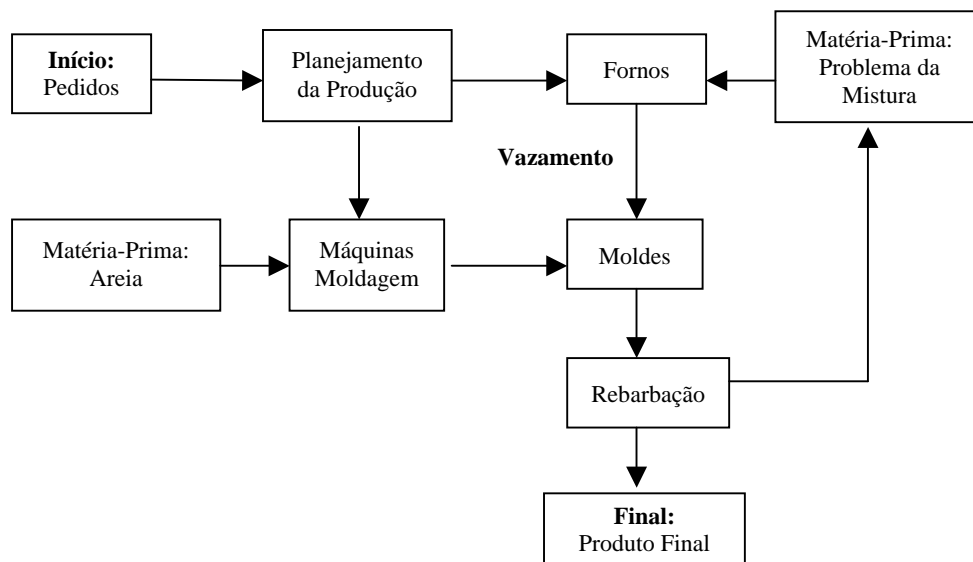 Início:
Pedidos
Planejamento
da Produção
Fornos
Matéria-Prima:
Problema da
Mistura
Vazamento
Matéria-Prima:
Areia
Máquinas
Moldagem
Moldes
Rebarbação
Final:
Produto Final